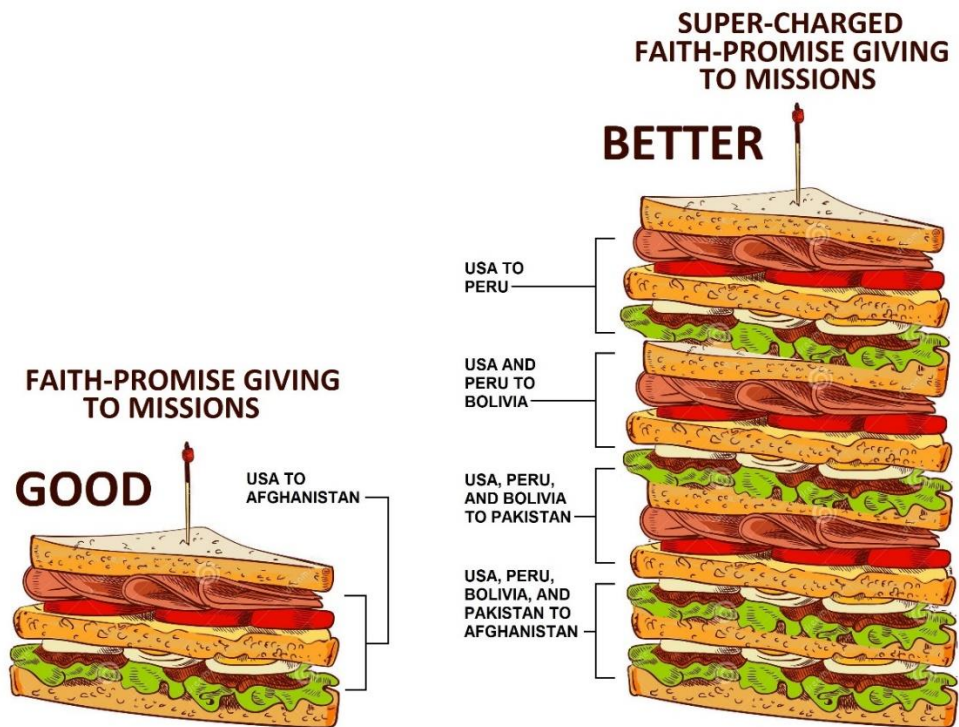 FAITH-PROMISE GIVING
TO MISSIONS
GOOD
USA TO
AFGHANISTAN
SUPER-CHARGED
FAITH-PROMISE GIVING
TO MISSIONS
BETTER
USA TO
PERU
USA AND
PERU TO
BOLIVIA
USA, PERU,
AND BOLIVIA
TO PAKISTAN
USA, PERU,
BOLIVIA, AND
PAKISTAN TO
AFGHANISTAN